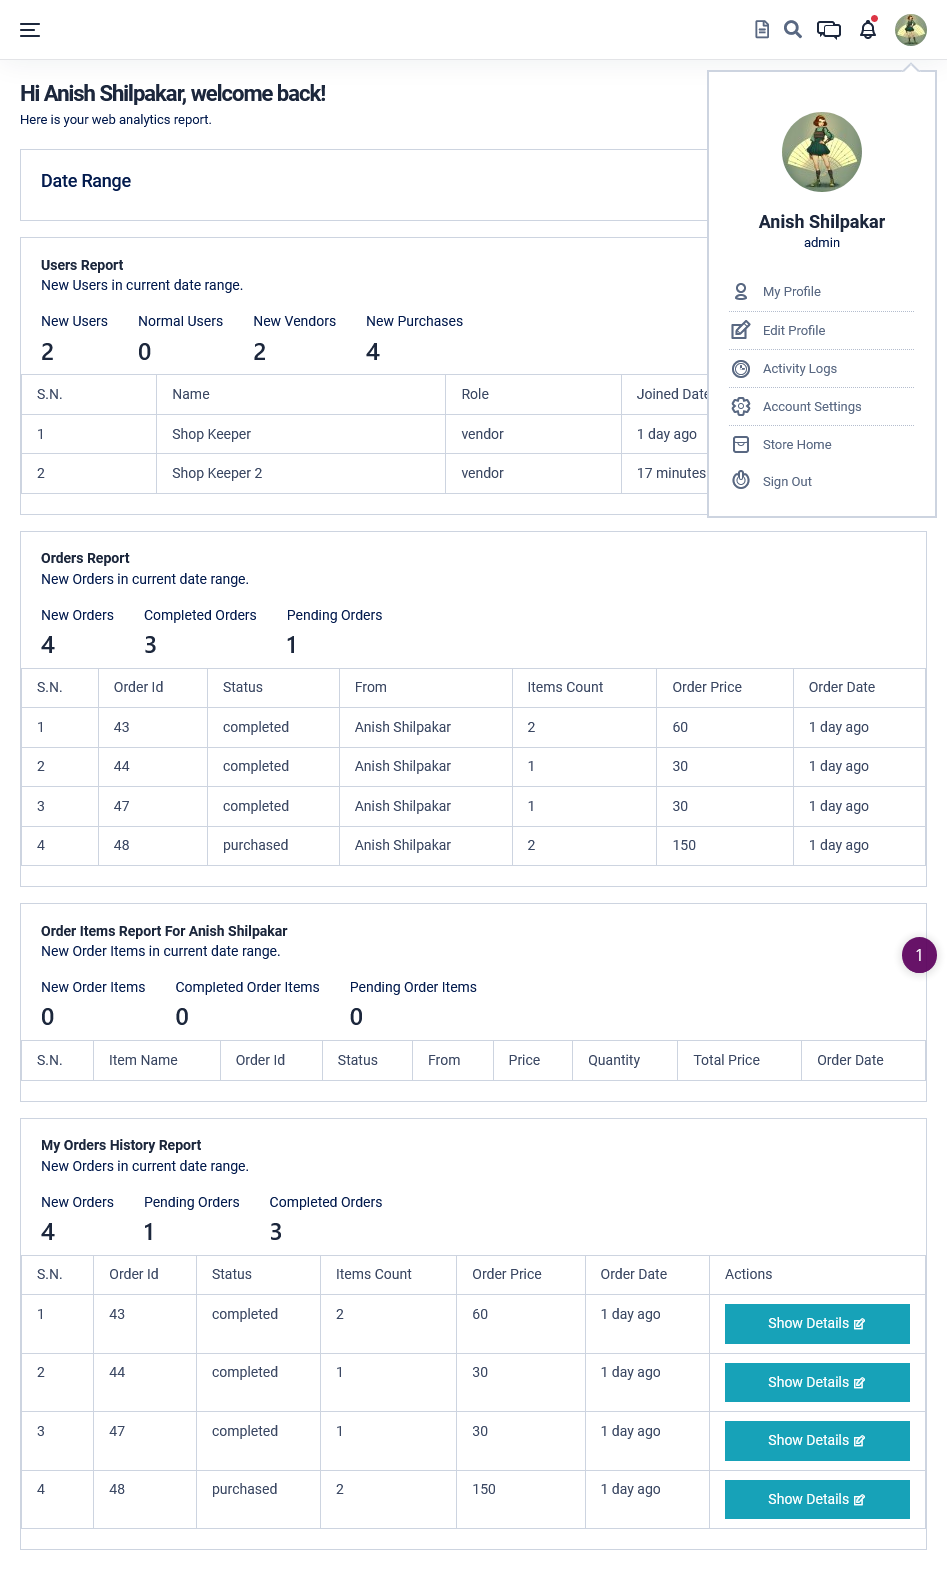 Hi Anish Shilpakar, welcome back!
Here is your web analytics report.
Date Range
Anish Shilpakar
admin
My Profile
Edit Profile
Activity Logs
Account Settings
Store Home
Sign Out
Users Report
New Users in current date range.
New Users Normal Users New Vendors New Purchases
2 0 2 4
S.N. Name Role Joined Date
1 Shop Keeper vendor 1 day ago
2 Shop Keeper 2 vendor 17 minutes
Orders Report
New Orders in current date range.
New Orders Completed Orders Pending Orders
4 3 1
S.N. Order Id Status From Items Count Order Price Order Date
1 43 completed Anish Shilpakar 2 60 1 day ago
2 44 completed Anish Shilpakar 1 30 1 day ago
3 47 completed Anish Shilpakar 1 30 1 day ago
4 48 purchased Anish Shilpakar 2 150 1 day ago
Order Items Report For Anish Shilpakar
New Order Items in current date range.
1
New Order Items Completed Order Items Pending Order Items
0 0 0
S.N. Item Name Order Id Status From Price Quantity Total Price Order Date
My Orders History Report
New Orders in current date range.
New Orders Pending Orders Completed Orders
4 1 3
S.N. Order Id Status Items Count Order Price Order Date Actions
1 43 completed 2 60 1 day ago Show Details
2 44 completed 1 30 1 day ago Show Details
3 47 completed 1 30 1 day ago Show Details
4 48 purchased 2 150 1 day ago Show Details